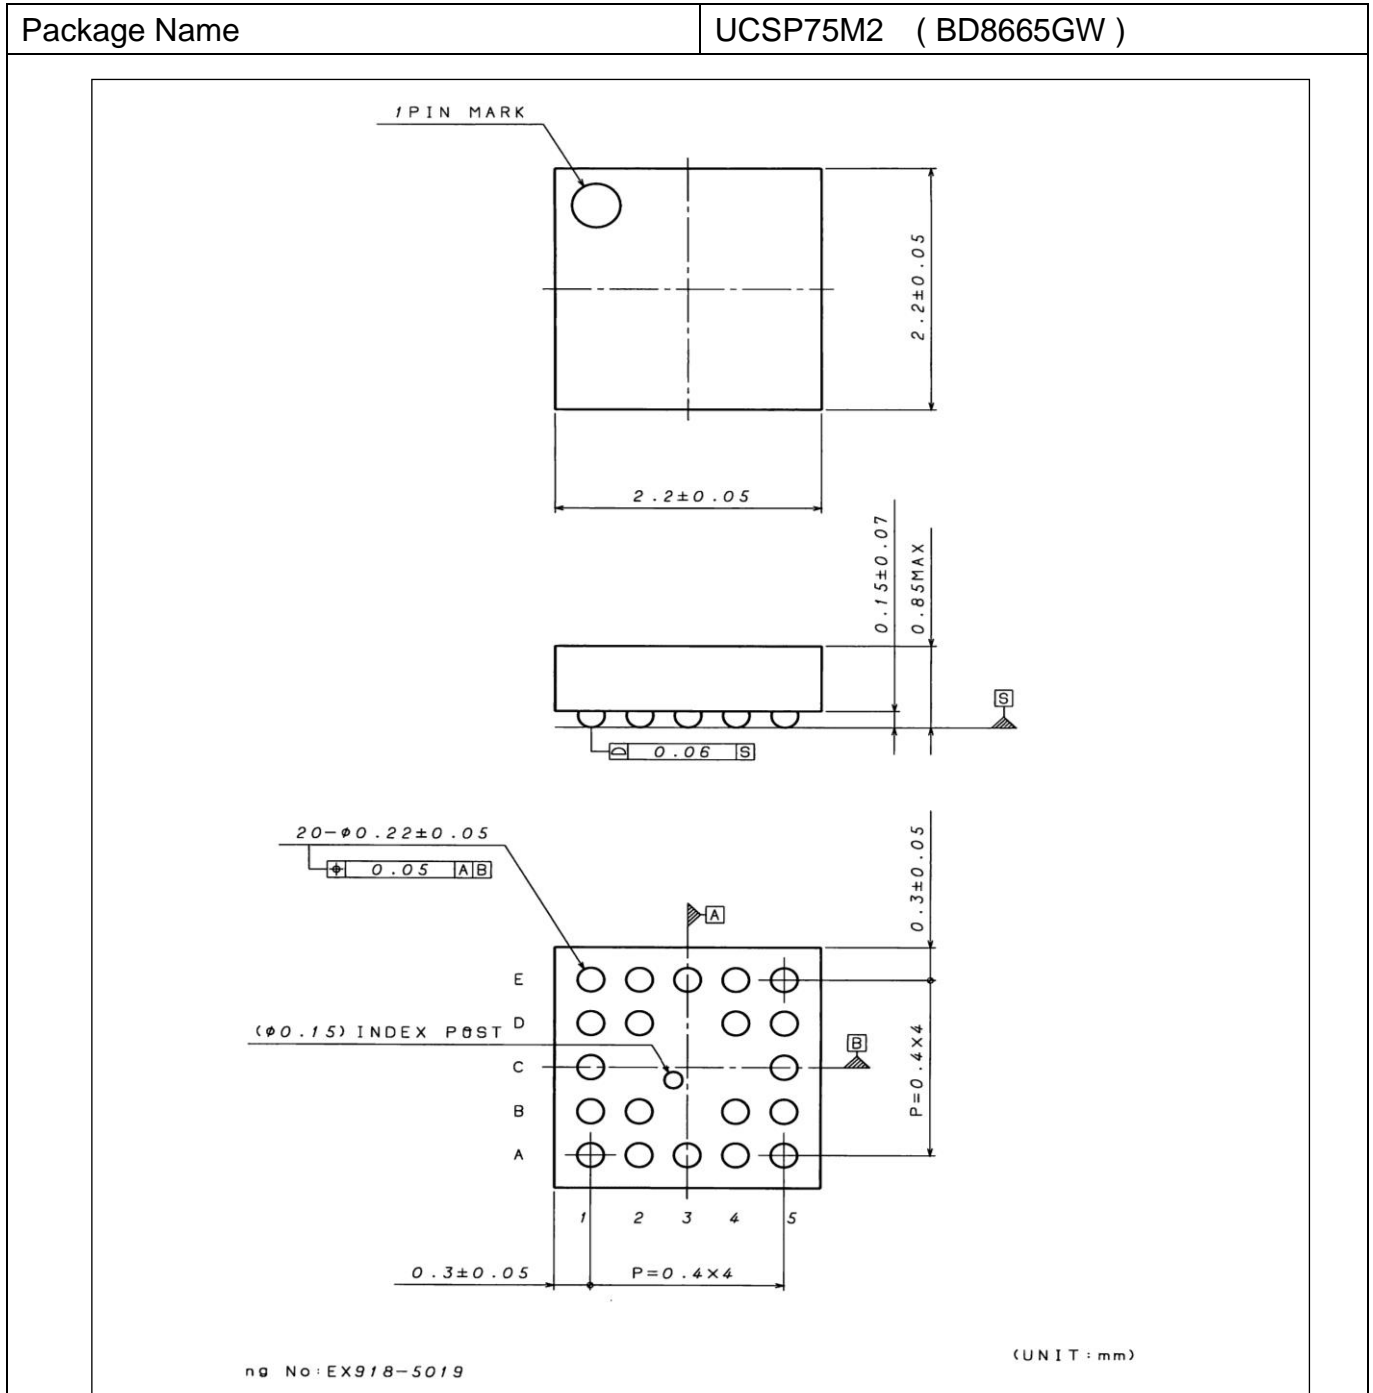 Package Name
UCSP75M2 ( BD8665GW )
1PIN MARK
2.2±0.05
2.2±0.05
0.15±0.07
0.85MAX
S
0.06 S
20-φ0.22±0.05
0.05 A B
A
0.3±0.05
E
D
(φ0.15) INDEX POST
B
C
P=0.4×4
B
A
1 2 3 4 5
0.3±0.05
P=0.4×4
(UNIT:mm)
ng No:EX918-5019